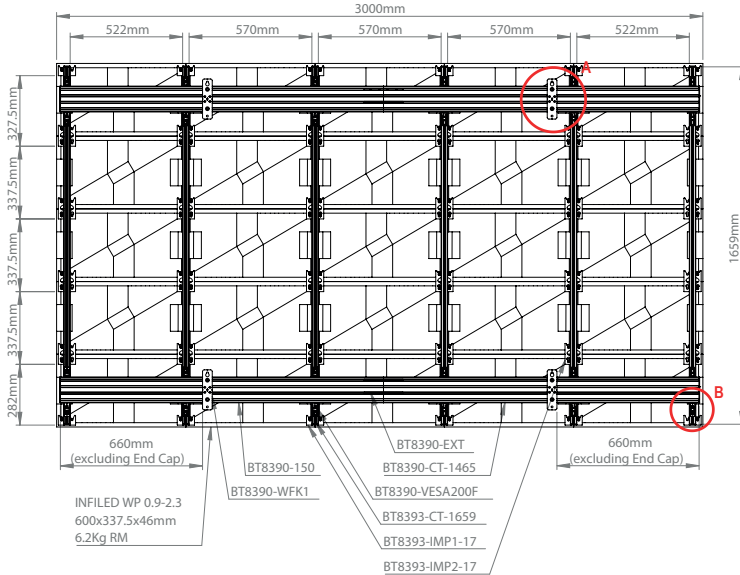 3000mm
522mm
570mm
570mm
570mm
522mm
A
327.5mm
337.5mm
337.5mm
337.5mm
282mm
1659mm
B
660mm
(excluding End Cap)
BT8390-EXT
660mm
(excluding End Cap)
BT8390-150
BT8390-CT-1465
BT8390-WFK1
BT8390-VESA200F
INFILED WP 0.9-2.3
600x337.5x46mm
6.2Kg RM
BT8393-CT-1659
BT8393-IMP1-17
BT8393-IMP2-17